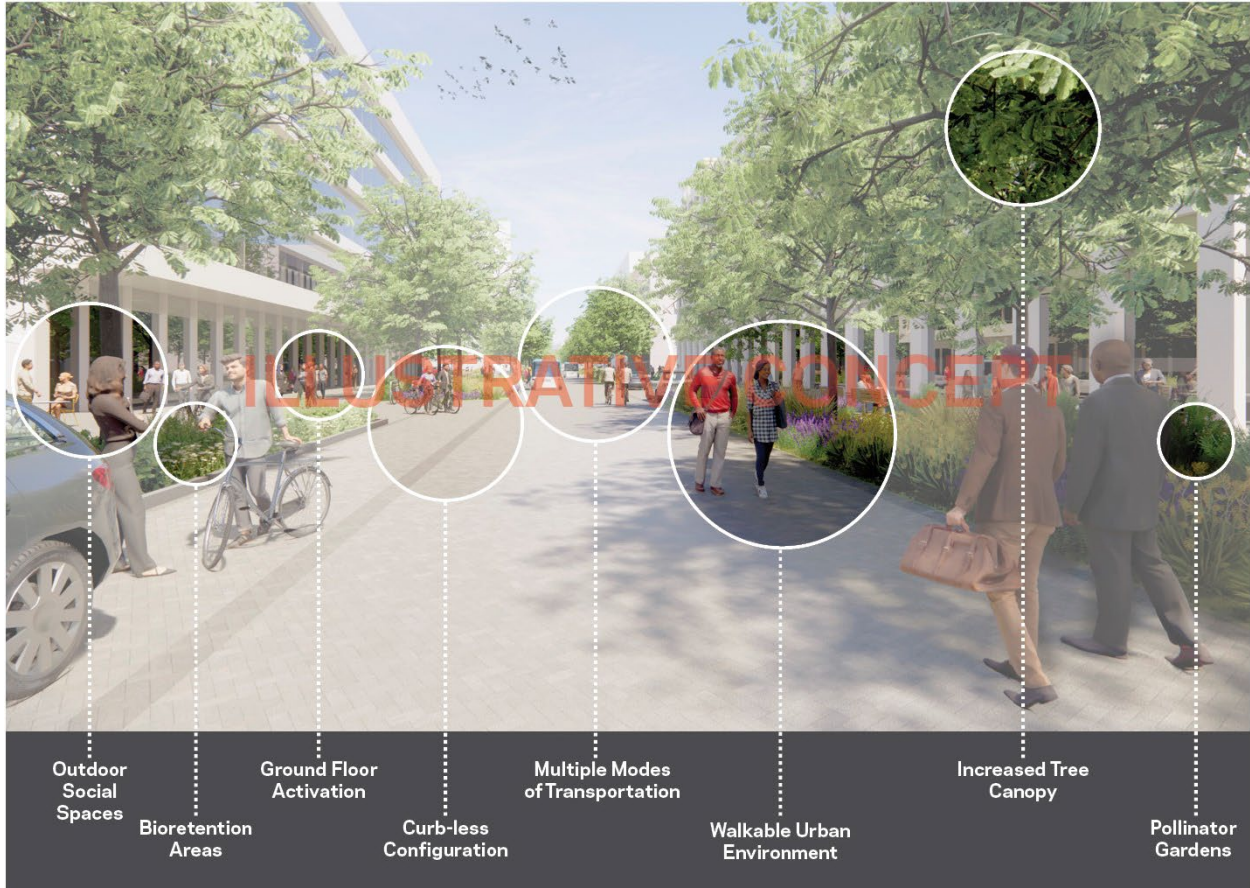 ILLUSTRATIVE CONCEPT
Outdoor
Social
Spaces
Bioretention
Areas
Ground Floor
Activation
Curb-less
Configuration
Multiple Modes
of Transportation
Walkable Urban
Environment
Increased Tree
Canopy
Pollinator
Gardens